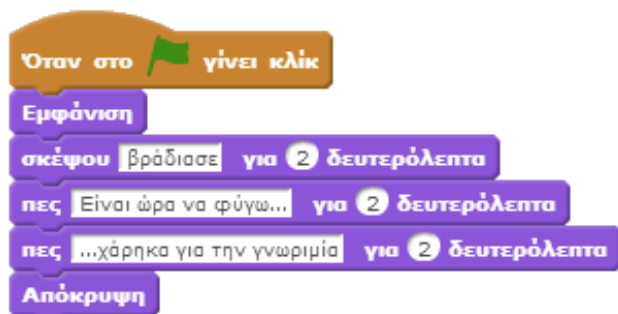 Όταν στο γίνει κλίκ
Εμφάνιση
σκέψου βράδιασε για 2 δευτερόλεπτα
πες Είναι ώρα να φύγω... για 2 δευτερόλεπτα
πες ...χάρηκα για την γνωριμία για 2 δευτερόλεπτα
Απόκρυψη